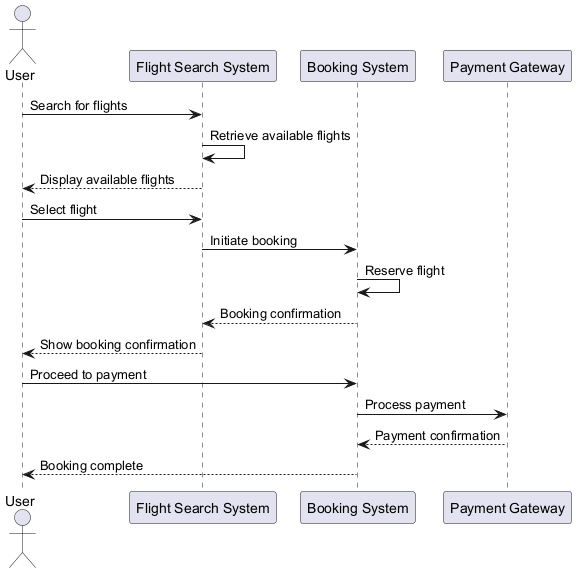 User
Flight Search System
Booking System
Payment Gateway
Search for flights
Retrieve available flights
Display available flights
Select flight
Initiate booking
Reserve flight
Booking confirmation
Show booking confirmation
Proceed to payment
Process payment
Payment confirmation
Booking complete
User
Flight Search System
Booking System
Payment Gateway